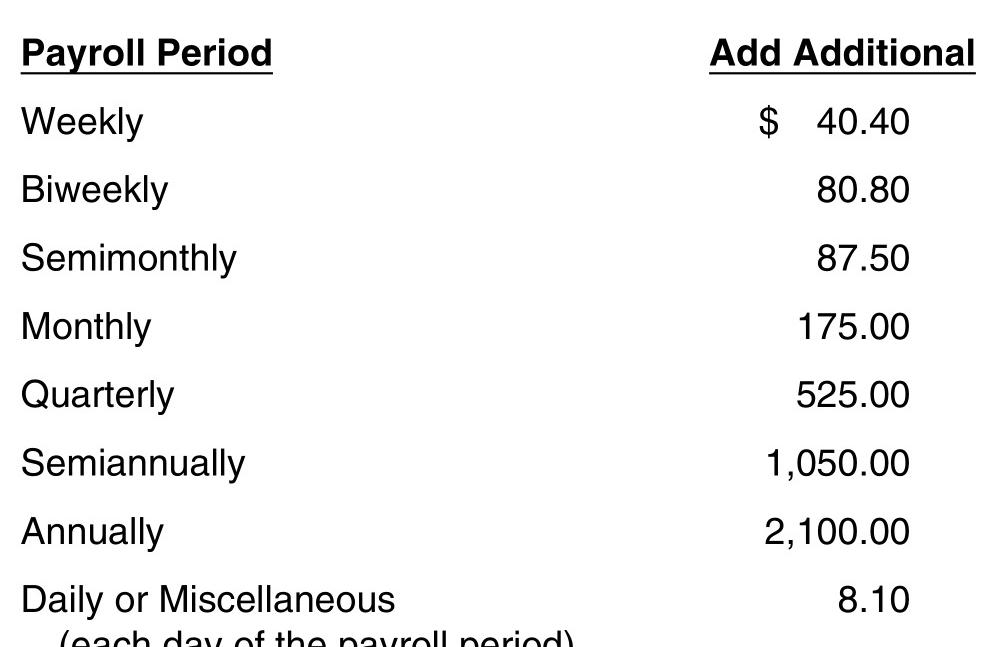 Payroll Period Add Additional
Weekly $ 40.40
Biweekly 80.80
Semimonthly 87.50
Monthly 175.00
Quarterly 525.00
Semiannually 1,050.00
Annually 2,100.00
Daily or Miscellaneous 8.10
(each day of the payroll period)